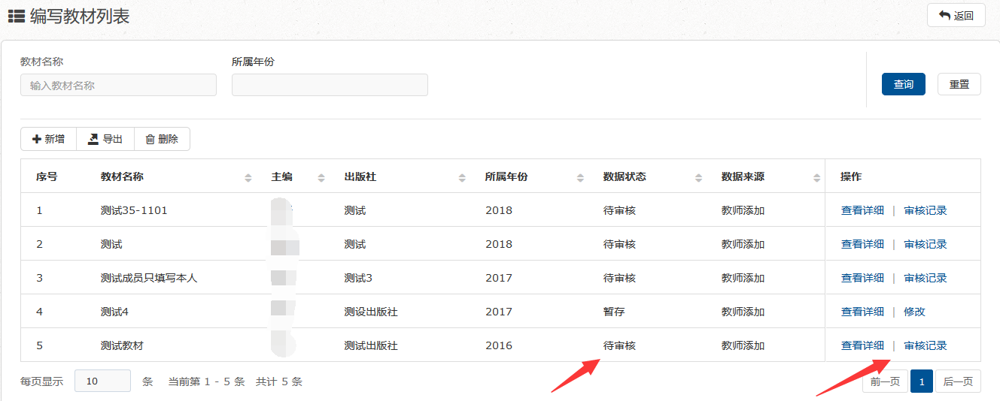 编写教材列表
返回
教材名称 所属年份
输入教材名称
查询 重置
新增 导出 删除
序号 教材名称 主编 出版社 所属年份 数据状态 数据来源 操作
1 测试35-1101 测试 2018 待审核 教师添加 查看详细 | 审核记录
2 测试 测试 2018 待审核 教师添加 查看详细 | 审核记录
3 测试成员只填写本人 测试3 2017 待审核 教师添加 查看详细 | 审核记录
4 测试4 测设出版社 2017 暂存 教师添加 查看详细 | 修改
5 测试教材 测试出版社 2016 待审核 教师添加 查看详细 | 审核记录
每页显示 10 条 当前第 1 - 5 条 共计 5 条 前一页 1 后一页